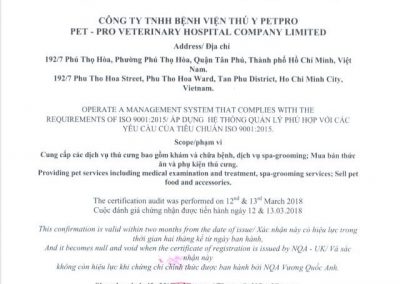 CÔNG TY TNHH BỆNH VIỆN THÚ Y PETPRO
PET - PRO VETERINARY HOSPITAL COMPANY LIMITED
Address/ Địa chỉ
192/7 Phú Thọ Hòa, Phường Phú Thọ Hòa, Quận Tân Phú, Thành phố Hồ Chí Minh, Việt
Nam.
192/7 Phu Tho Hoa Street, Phu Tho Hoa Ward, Tan Phu District, Ho Chi Minh City,
Vietnam.
OPERATE A MANAGEMENT SYSTEM THAT COMPLIES WITH THE
REQUIREMENTS OF ISO 9001:2015/ ÁP DỤNG HỆ THỐNG QUẢN LÝ PHÙ HỢP VỚI CÁC
YÊU CẦU CỦA TIÊU CHUẨN ISO 9001:2015.
Scope/phạm vi
Cung cấp các dịch vụ thú cưng bao gồm khám và chữa bệnh, dịch vụ spa-grooming; Mua bán thức
ăn và phụ kiện thú cưng.
Providing pet services including medical examination and treatment, spa-grooming services; Sell pet
food and accessories.
The certification audit was performed on 12nd & 13rd March 2018
Cuộc đánh giá chứng nhận được tiến hành ngày 12 & 13.03.2018
This confirmation is valid within two months from the date of issue/ Xác nhận này có hiệu lực trong
thời gian hai tháng kể từ ngày ban hành.
And it becomes null and void when the certificate of registration is issued by NQA - UK/ Và xác
nhận này
không còn hiệu lực khi chứng chỉ chính thức được ban hành bởi NQA Vương Quốc Anh.